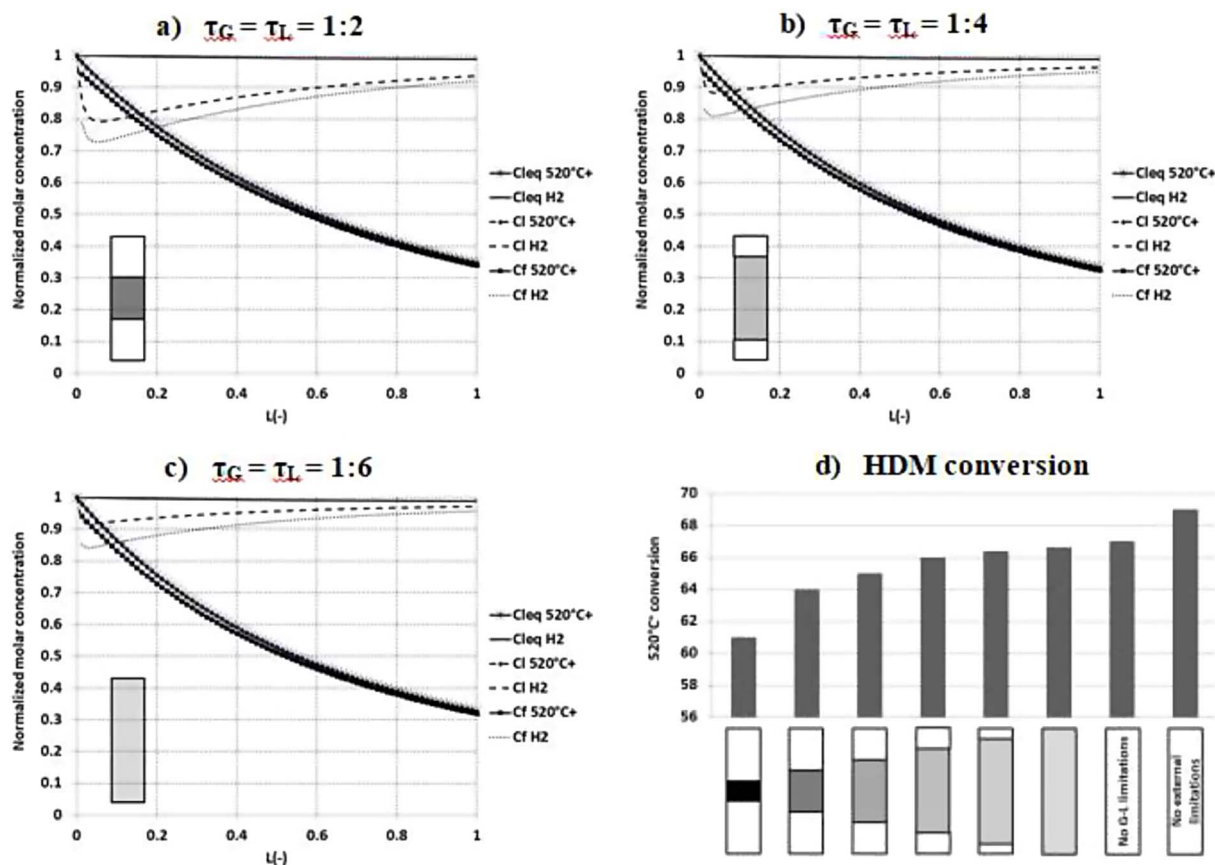 a) τG = τL = 1:2
Normalized molar concentration
1
0.9
0.8
0.7
0.6
0.5
0.4
0.3
0.2
0.1
0
0 0.2 0.4 0.6 0.8 1
L(-)
Cleq 520°C+
Cleq H2
Cl 520°C+
Cl H2
Cf 520°C+
Cf H2
b) τG = τL = 1:4
Normalized molar concentration
1
0.9
0.8
0.7
0.6
0.5
0.4
0.3
0.2
0.1
0
0 0.2 0.4 0.6 0.8 1
L(-)
Cleq 520°C+
Cleq H2
Cl 520°C+
Cl H2
Cf 520°C+
Cf H2
c) τG = τL = 1:6
Normalized molar concentration
1
0.9
0.8
0.7
0.6
0.5
0.4
0.3
0.2
0.1
0
0 0.2 0.4 0.6 0.8 1
L(-)
Cleq 520°C+
Cleq H2
Cl 520°C+
Cl H2
Cf 520°C+
Cf H2
d) HDM conversion
520°C⁺ conversion
70
68
66
64
62
60
58
56
No G-L limitations
No external
limitations